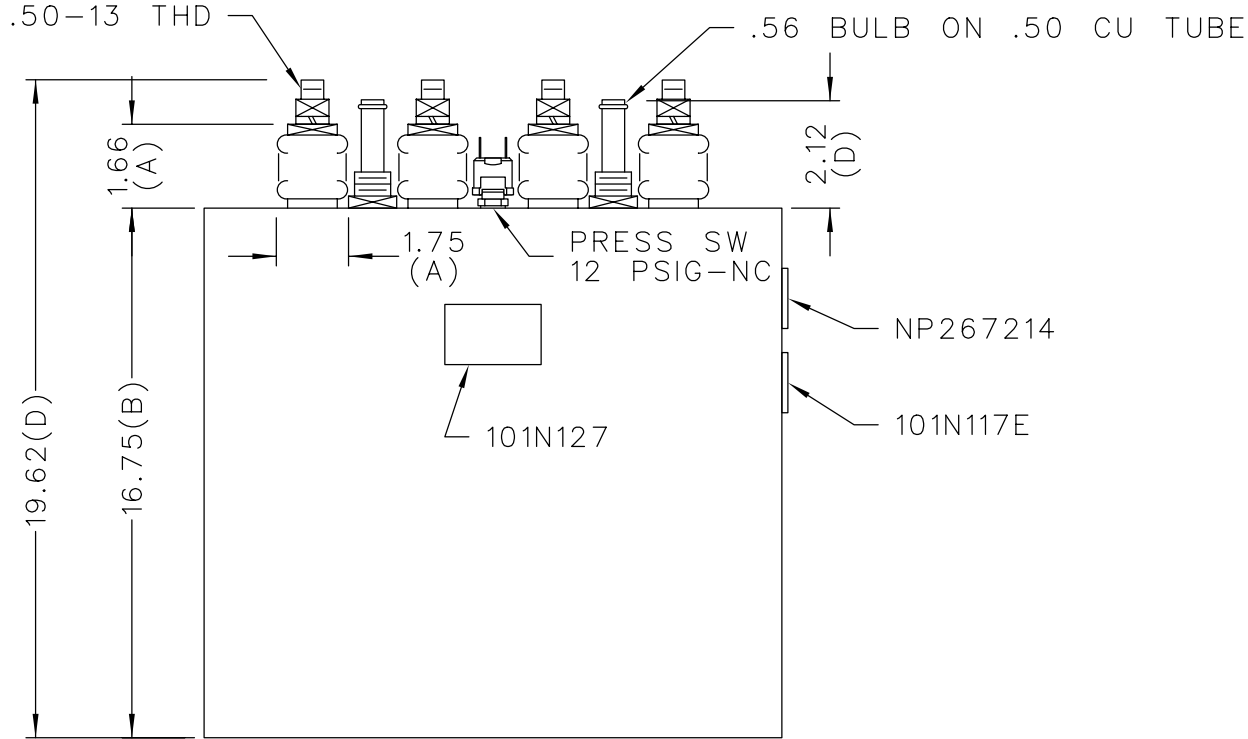 .50-13 THD
.56 BULB ON .50 CU TUBE
1.66
(A)
2.12
(D)
1.75
(A)
PRESS SW
12 PSIG-NC
NP267214
101N127
101N117E
19.62(D)
16.75(B)